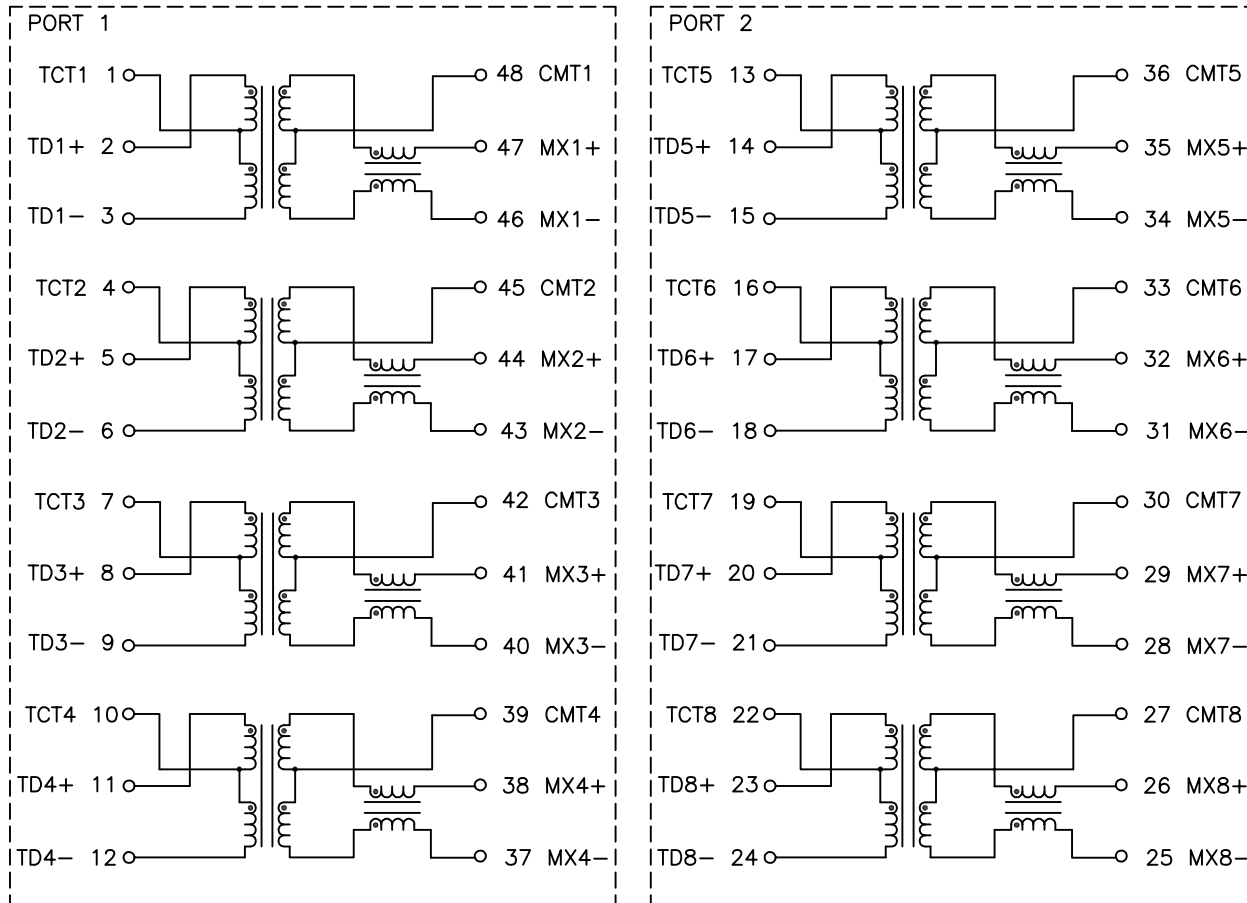 PORT 1
TCT1 1
48 CMT1
TD1+ 2
47 MX1+
TD1- 3
46 MX1-
TCT2 4
45 CMT2
TD2+ 5
44 MX2+
TD2- 6
43 MX2-
TCT3 7
42 CMT3
TD3+ 8
41 MX3+
TD3- 9
40 MX3-
TCT4 10
39 CMT4
TD4+ 11
38 MX4+
TD4- 12
37 MX4-
PORT 2
TCT5 13
36 CMT5
TD5+ 14
35 MX5+
TD5- 15
34 MX5-
TCT6 16
33 CMT6
TD6+ 17
32 MX6+
TD6- 18
31 MX6-
TCT7 19
30 CMT7
TD7+ 20
29 MX7+
TD7- 21
28 MX7-
TCT8 22
27 CMT8
TD8+ 23
26 MX8+
TD8- 24
25 MX8-